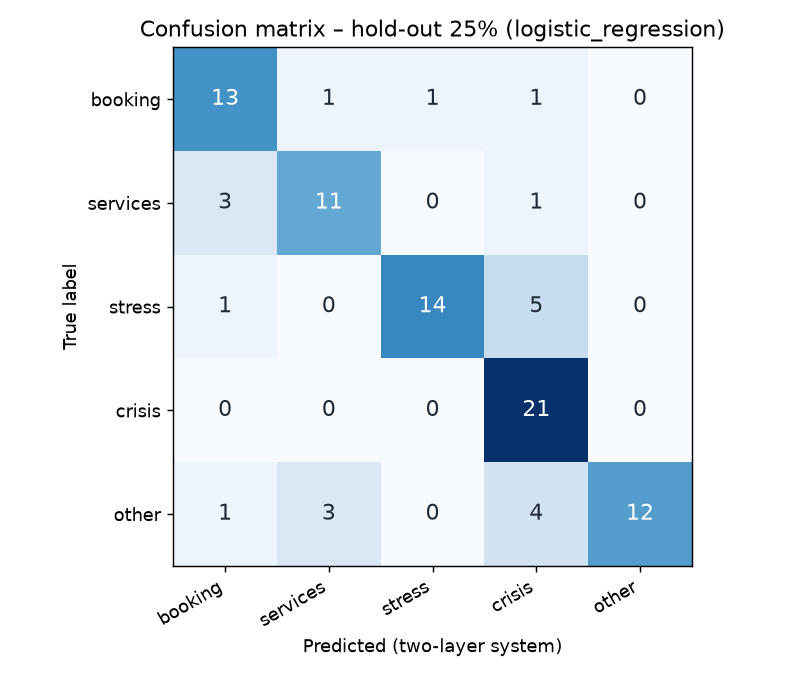 Confusion matrix – hold-out 25% (logistic_regression)
booking 13 1 1 1 0
services 3 11 0 1 0
stress 1 0 14 5 0
crisis 0 0 0 21 0
other 1 3 0 4 12
True label
booking services stress crisis other
Predicted (two-layer system)